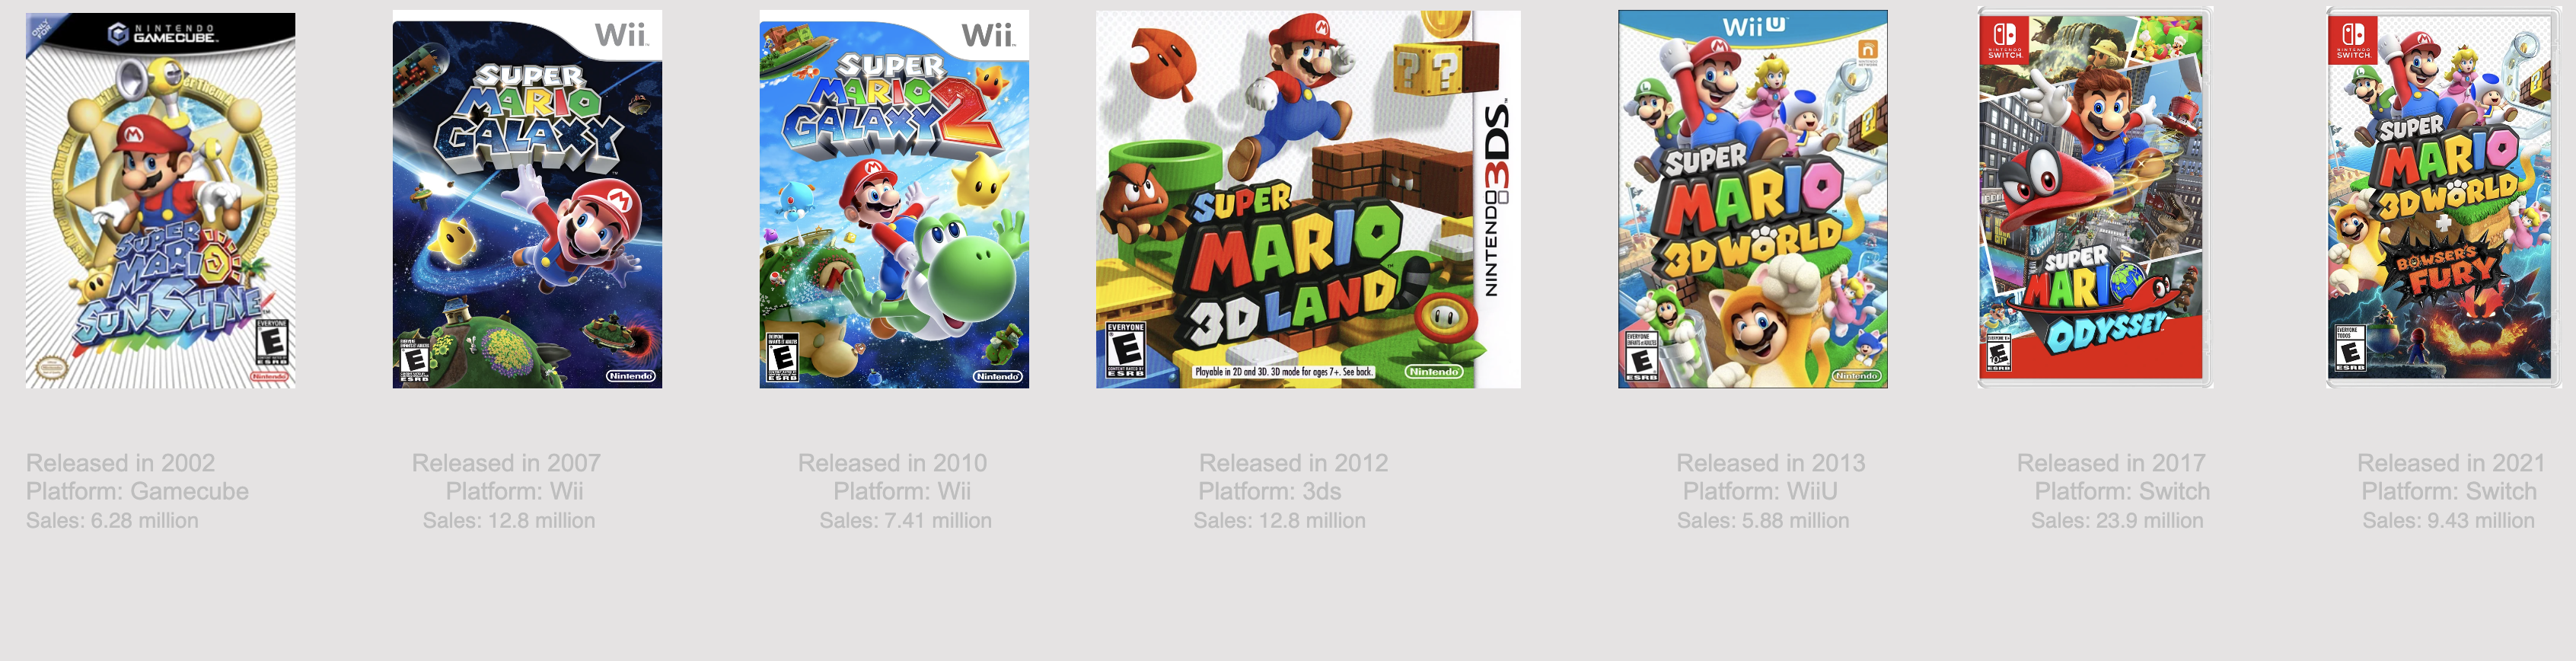 ONLY FOR
NINTENDO
GAMECUBE
SUPER
MARIO
SUNSHINE
EVERYONE
E
ESRB
Nintendo
Wii
SUPER
MARIO
GALAXY
E
ESRB
Nintendo
Wii
SUPER
MARIO
GALAXY 2
E
ESRB
Nintendo
SUPER
MARIO
3D LAND
NINTENDO 3DS
EVERYONE
E
CONTENT RATED BY
ESRB
Playable in 2D and 3D. 3D mode for ages 7+. See back.
Nintendo
Wii U
SUPER
MARIO
3D WORLD
EVERYONE
E
ESRB
Nintendo
NINTENDO
SWITCH
SUPER
MARIO
ODYSSEY
ESRB
NINTENDO
SWITCH
SUPER
MARIO
3D WORLD
+
BOWSER'S
FURY
EVERYONE
E
ESRB
Released in 2002
Platform: Gamecube
Sales: 6.28 million
Released in 2007
Platform: Wii
Sales: 12.8 million
Released in 2010
Platform: Wii
Sales: 7.41 million
Released in 2012
Platform: 3ds
Sales: 12.8 million
Released in 2013
Platform: WiiU
Sales: 5.88 million
Released in 2017
Platform: Switch
Sales: 23.9 million
Released in 2021
Platform: Switch
Sales: 9.43 million